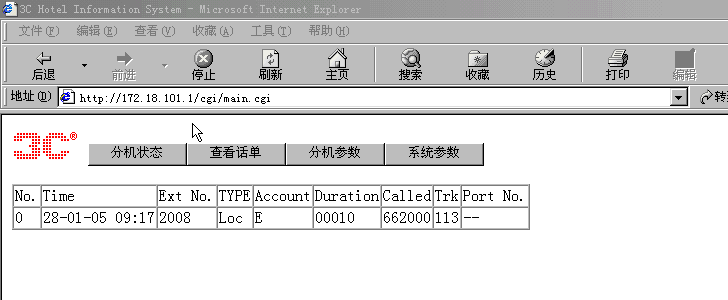 3C Hotel Information System - Microsoft Internet Explorer
文件(F) 编辑(E) 查看(V) 收藏(A) 工具(T) 帮助(H)
后退 前进 停止 刷新 主页 搜索 收藏 历史 打印 编辑
地址(D) http://172.18.101.1/cgi/main.cgi
3C® 分机状态 查看话单 分机参数 系统参数
No. Time Ext No. TYPE Account Duration Called Trk Port No.
0 28-01-05 09:17 2008 Loc E 00010 662000 113 --